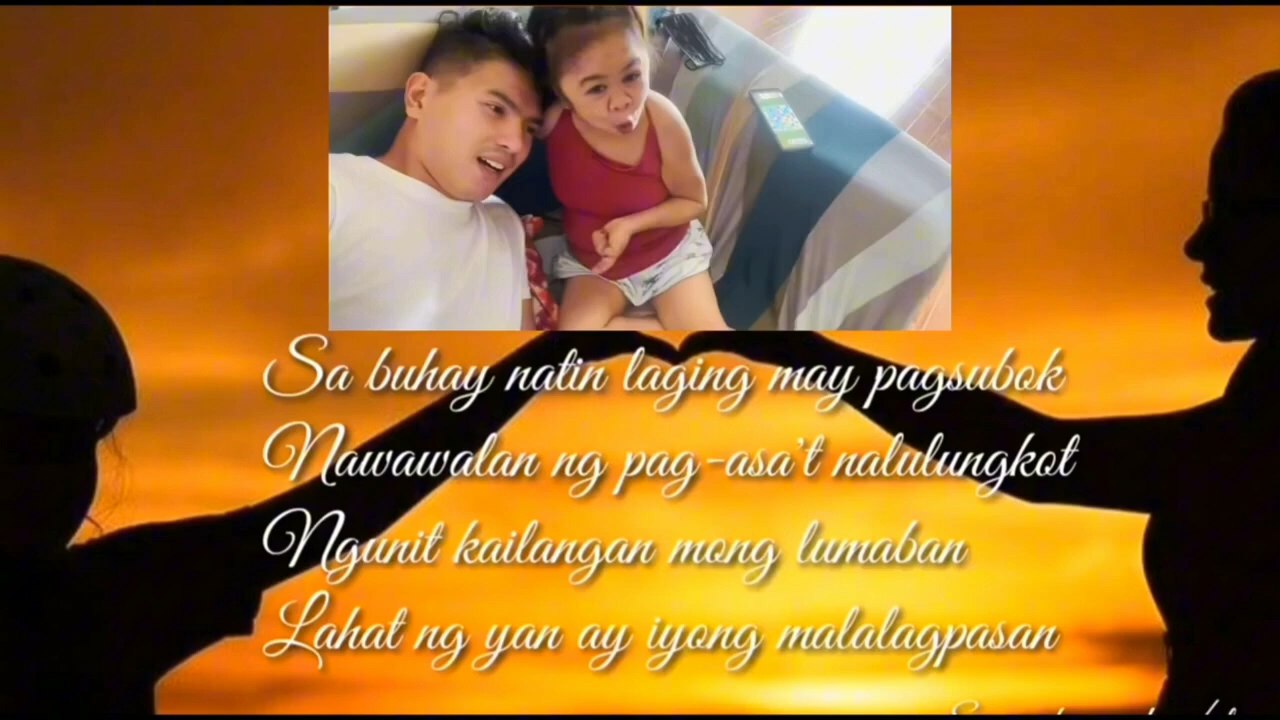 Sa buhay natin laging may pagsubok
Nawawalan ng pag-asa't nalulungkot
Ngunit kailangan mong lumaban
Lahat ng yan ay iyong malalagpasan